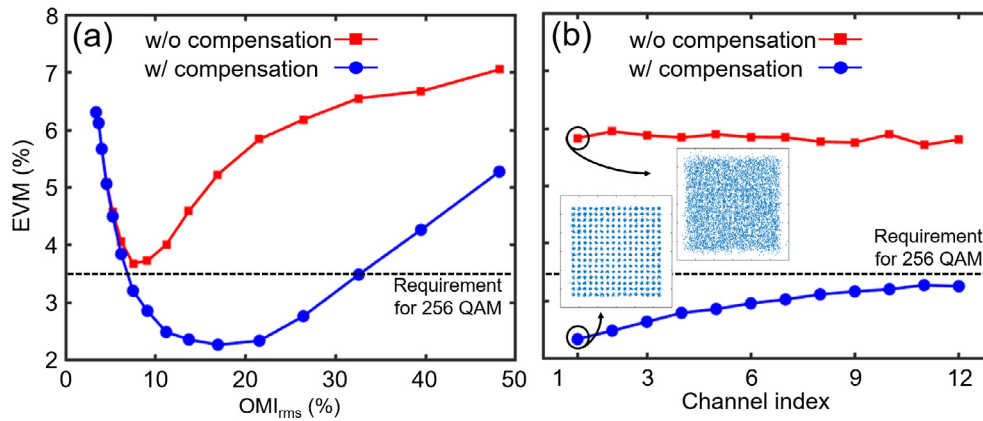 (a)
w/o compensation
w/ compensation
EVM (%)
8
7
6
5
4
3
2
Requirement
for 256 QAM
0
10
20
30
40
50
OMIrms (%)
(b)
w/o compensation
w/ compensation
Requirement
for 256 QAM
1
3
6
9
12
Channel index